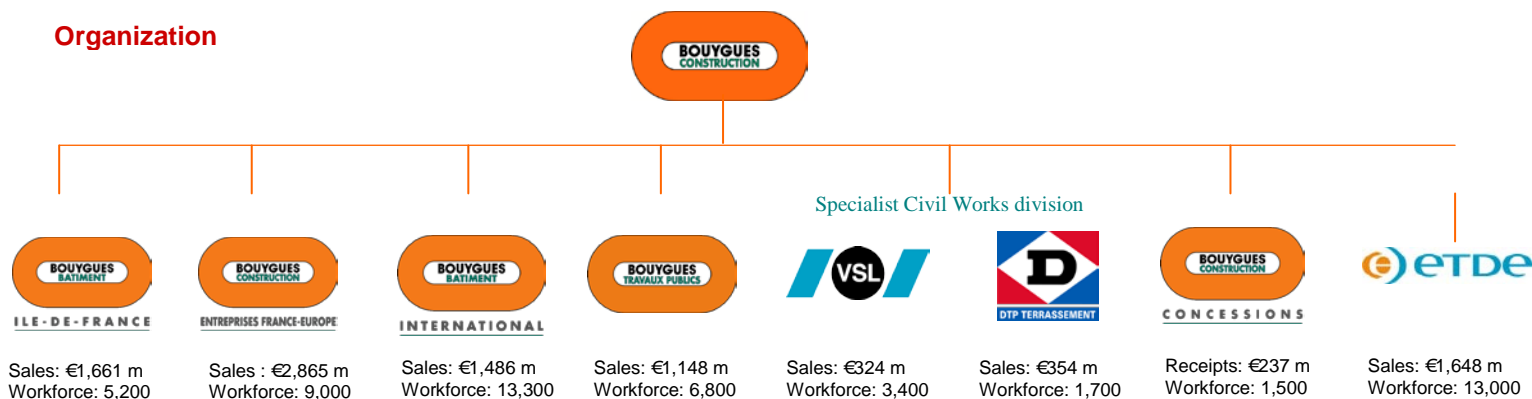 Organization
BOUYGUES
CONSTRUCTION
Specialist Civil Works division
BOUYGUES
BATIMENT
ILE-DE-FRANCE
Sales: €1,661 m
Workforce: 5,200
BOUYGUES
CONSTRUCTION
ENTREPRISES FRANCE-EUROPE
Sales : €2,865 m
Workforce: 9,000
BOUYGUES
BATIMENT
INTERNATIONAL
Sales: €1,486 m
Workforce: 13,300
BOUYGUES
TRAVAUX PUBLICS
Sales: €1,148 m
Workforce: 6,800
VSL
Sales: €324 m
Workforce: 3,400
D
DTP TERRASSEMENT
Sales: €354 m
Workforce: 1,700
BOUYGUES
CONSTRUCTION
CONCESSIONS
Receipts: €237 m
Workforce: 1,500
eTDe
Sales: €1,648 m
Workforce: 13,000